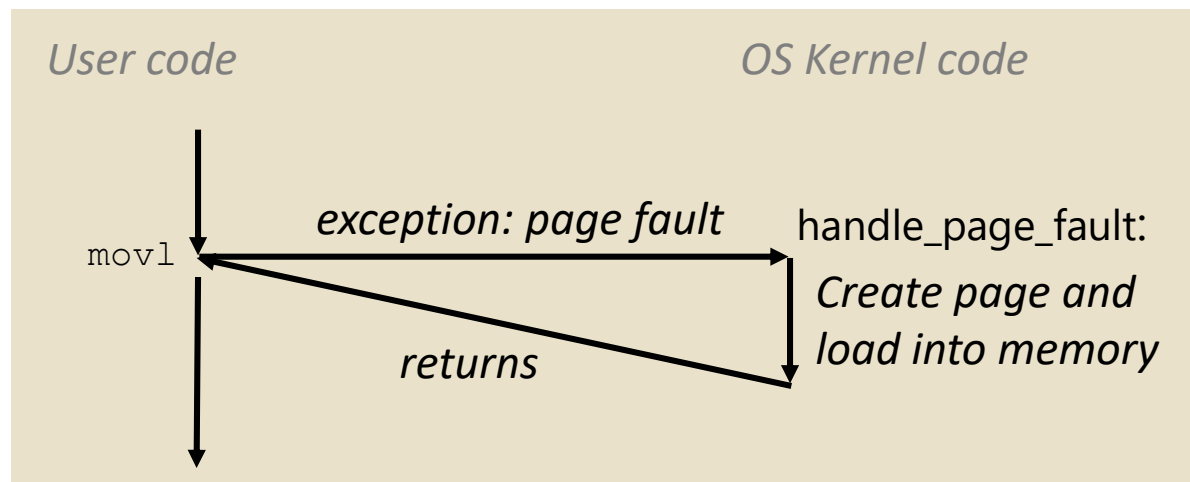 User code
OS Kernel code
exception: page fault
handle_page_fault:
movl
Create page and
load into memory
returns